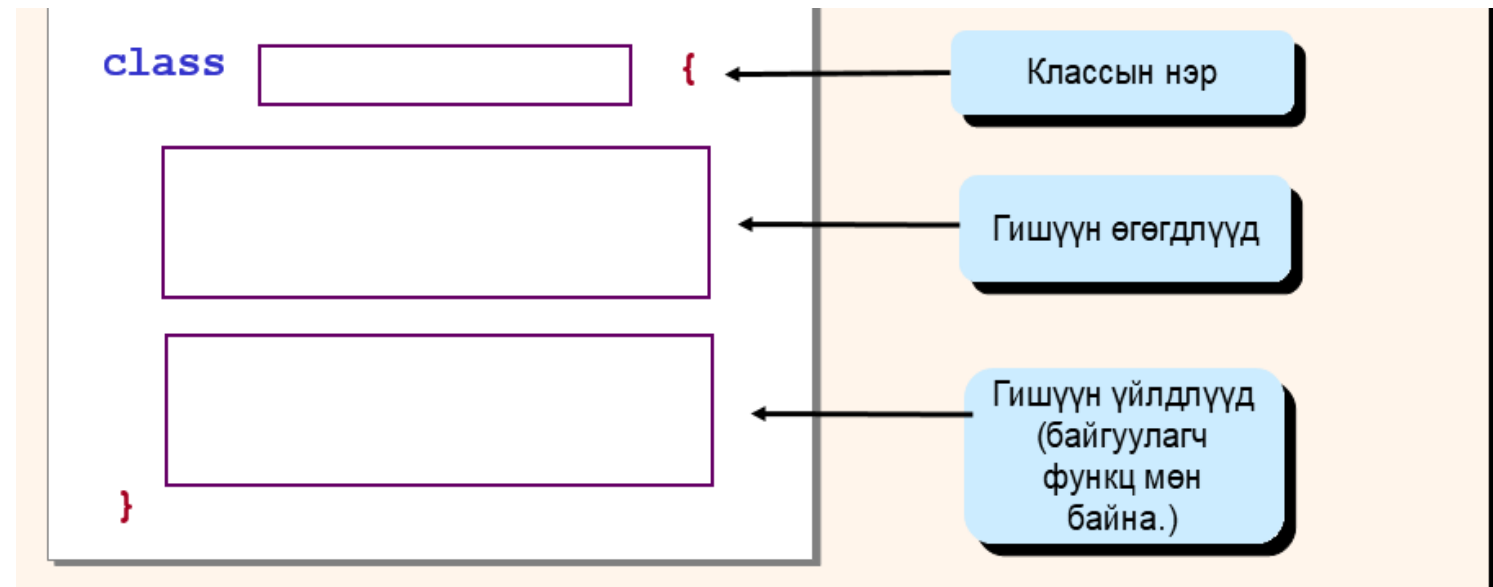 class {
Классын нэр
Гишүүн өгөгдлүүд
Гишүүн үйлдлүүд
(байгуулагч
функц мөн
байна.)
}